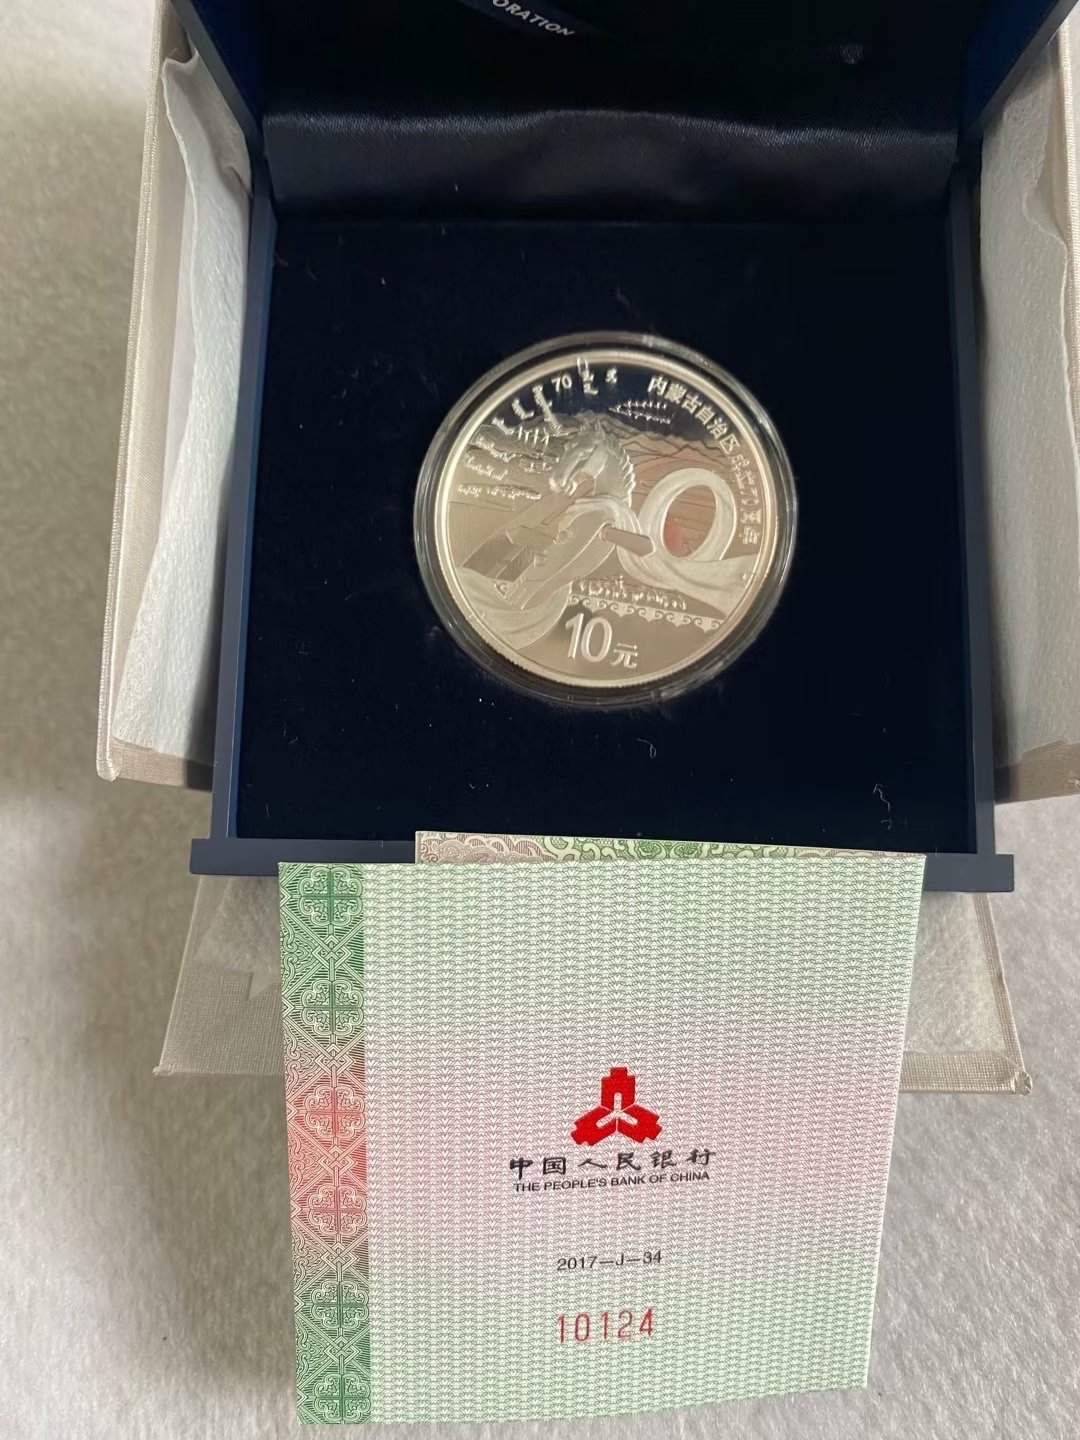 ORATION
70
内蒙古自治区成立70周年
10元
中国人民银行
THE PEOPLE'S BANK OF CHINA
2017-J-34
10124